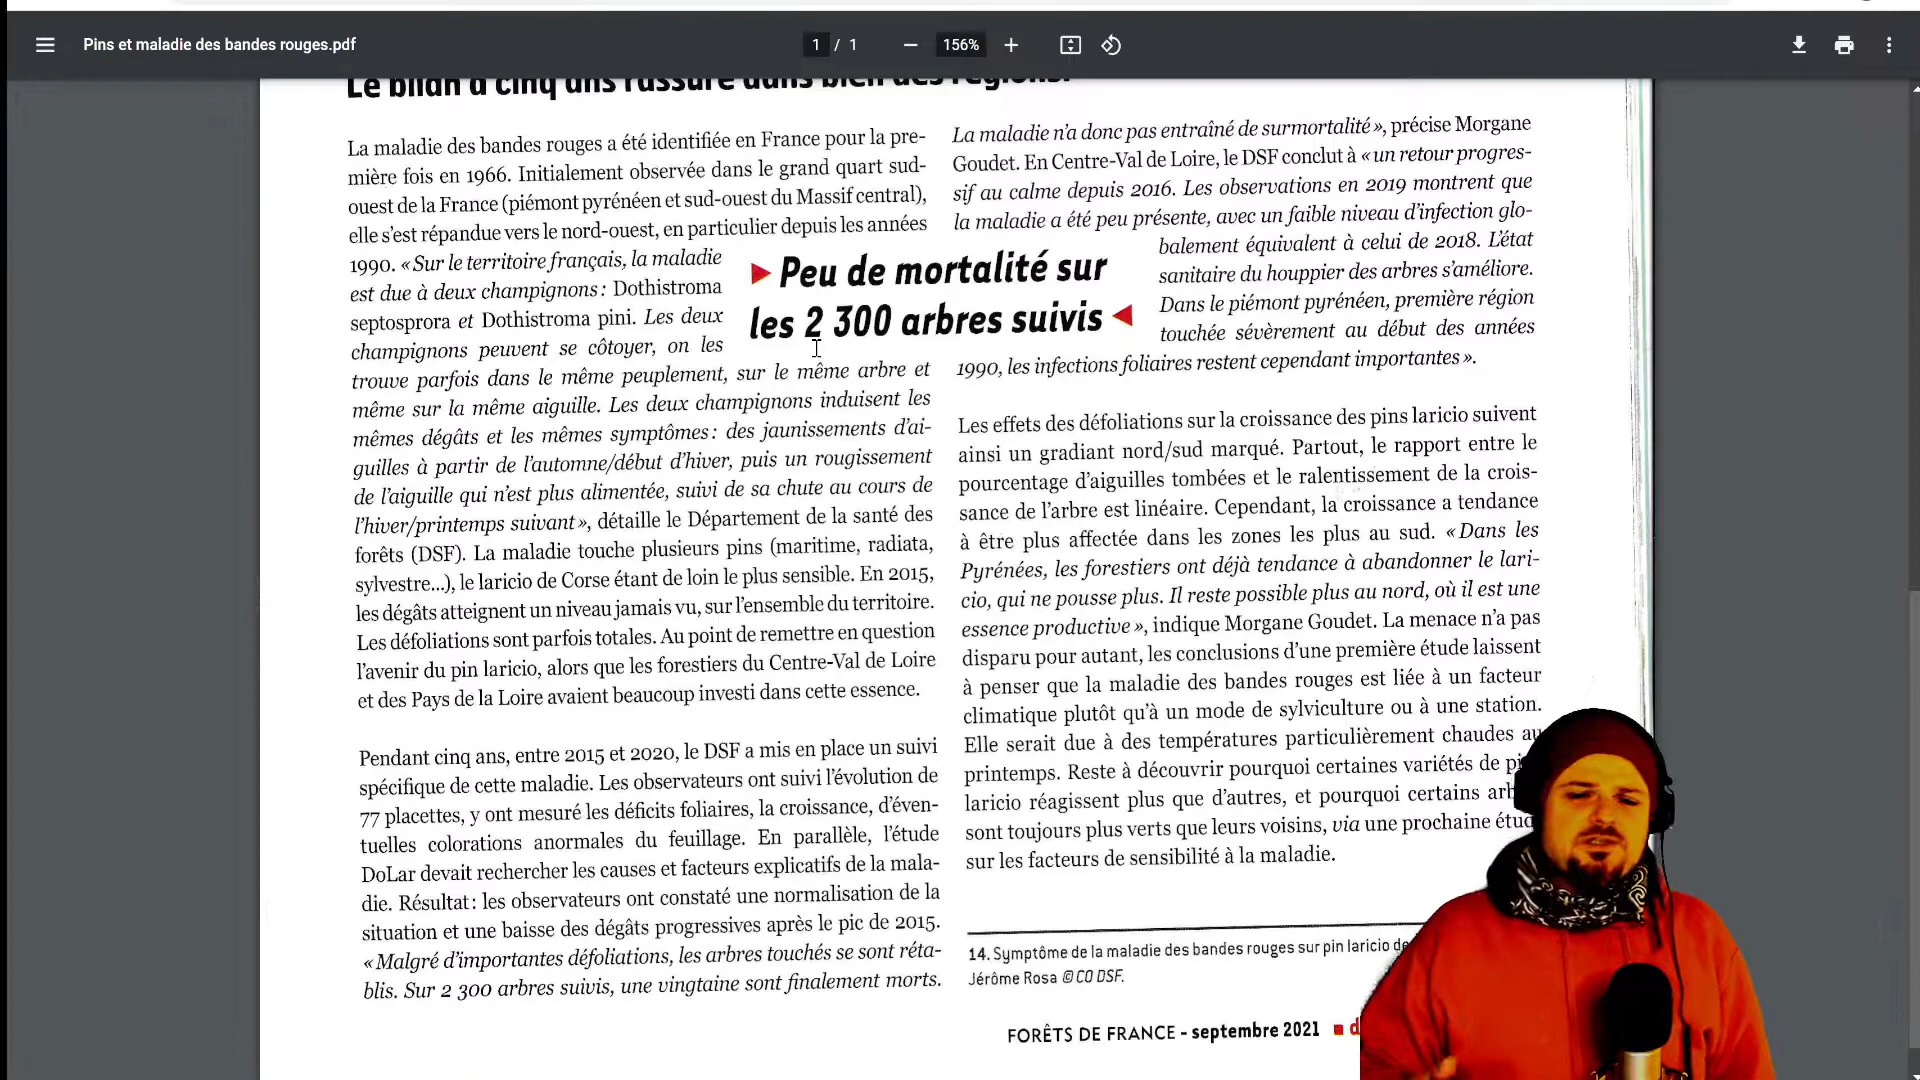 Pins et maladie des bandes rouges.pdf
1 / 1
156%
Le bilan à cinq ans rassure dans bien des régions.
La maladie des bandes rouges a été identifiée en France pour la pre-
mière fois en 1966. Initialement observée dans le grand quart sud-
ouest de la France (piémont pyrénéen et sud-ouest du Massif central),
elle s'est répandue vers le nord-ouest, en particulier depuis les années
1990. « Sur le territoire français, la maladie
est due à deux champignons : Dothistroma
septosprora et Dothistroma pini. Les deux
champignons peuvent se côtoyer, on les
trouve parfois dans le même peuplement, sur le même arbre et
même sur la même aiguille. Les deux champignons induisent les
mêmes dégâts et les mêmes symptômes : des jaunissements d'ai-
guilles à partir de l'automne/début d'hiver, puis un rougissement
de l'aiguille qui n'est plus alimentée, suivi de sa chute au cours de
l'hiver/printemps suivant », détaille le Département de la santé des
forêts (DSF). La maladie touche plusieurs pins (maritime, radiata,
sylvestre...), le laricio de Corse étant de loin le plus sensible. En 2015,
les dégâts atteignent un niveau jamais vu, sur l'ensemble du territoire.
Les défoliations sont parfois totales. Au point de remettre en question
l'avenir du pin laricio, alors que les forestiers du Centre-Val de Loire
et des Pays de la Loire avaient beaucoup investi dans cette essence.
Pendant cinq ans, entre 2015 et 2020, le DSF a mis en place un suivi
spécifique de cette maladie. Les observateurs ont suivi l'évolution de
77 placettes, y ont mesuré les déficits foliaires, la croissance, d'éven-
tuelles colorations anormales du feuillage. En parallèle, l'étude
DoLar devait rechercher les causes et facteurs explicatifs de la mala-
die. Résultat : les observateurs ont constaté une normalisation de la
situation et une baisse des dégâts progressives après le pic de 2015.
« Malgré d'importantes défoliations, les arbres touchés se sont réta-
blis. Sur 2 300 arbres suivis, une vingtaine sont finalement morts.
Peu de mortalité sur
les 2 300 arbres suivis
La maladie n'a donc pas entraîné de surmortalité », précise Morgane
Goudet. En Centre-Val de Loire, le DSF conclut à « un retour progres-
sif au calme depuis 2016. Les observations en 2019 montrent que
la maladie a été peu présente, avec un faible niveau d'infection glo-
balement équivalent à celui de 2018. L'état
sanitaire du houppier des arbres s'améliore.
Dans le piémont pyrénéen, première région
touchée sévèrement au début des années
1990, les infections foliaires restent cependant importantes ».
Les effets des défoliations sur la croissance des pins laricio suivent
ainsi un gradiant nord/sud marqué. Partout, le rapport entre le
pourcentage d'aiguilles tombées et le ralentissement de la crois-
sance de l'arbre est linéaire. Cependant, la croissance a tendance
à être plus affectée dans les zones les plus au sud. « Dans les
Pyrénées, les forestiers ont déjà tendance à abandonner le lari-
cio, qui ne pousse plus. Il reste possible plus au nord, où il est une
essence productive », indique Morgane Goudet. La menace n'a pas
disparu pour autant, les conclusions d'une première étude laissent
à penser que la maladie des bandes rouges est liée à un facteur
climatique plutôt qu'à un mode de sylviculture ou à une station.
Elle serait due à des températures particulièrement chaudes au
printemps. Reste à découvrir pourquoi certaines variétés de
laricio réagissent plus que d'autres, et pourquoi certains
sont toujours plus verts que leurs voisins, via une prochaine
sur les facteurs de sensibilité à la maladie.
14. Symptôme de la maladie des bandes rouges sur pin laricio de
Jérôme Rosa © CO DSF.
FORÊTS DE FRANCE - septembre 2021